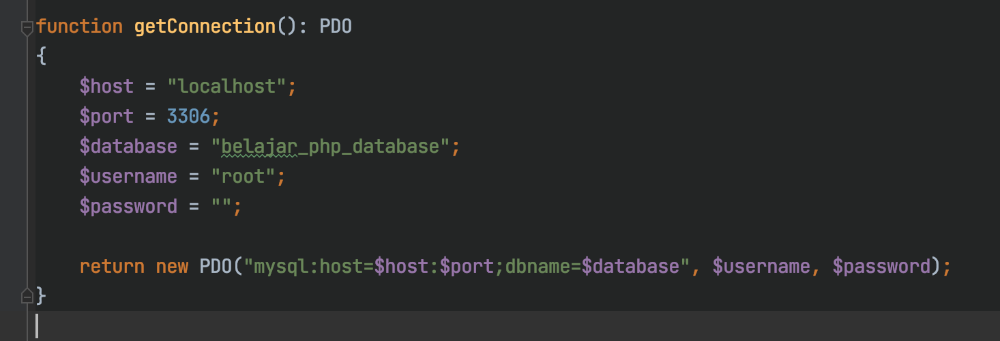 function getConnection(): PDO
{
    $host = "localhost";
    $port = 3306;
    $database = "belajar_php_database";
    $username = "root";
    $password = "";

    return new PDO("mysql:host=$host:$port;dbname=$database", $username, $password);
}